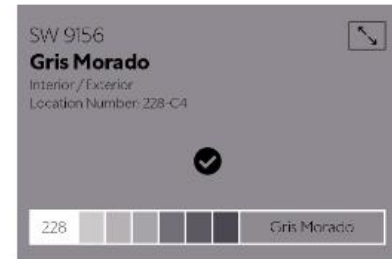 SW 9156
Gris Morado
Interior / Exterior
Location Number: 228-C4
228
Gris Morado